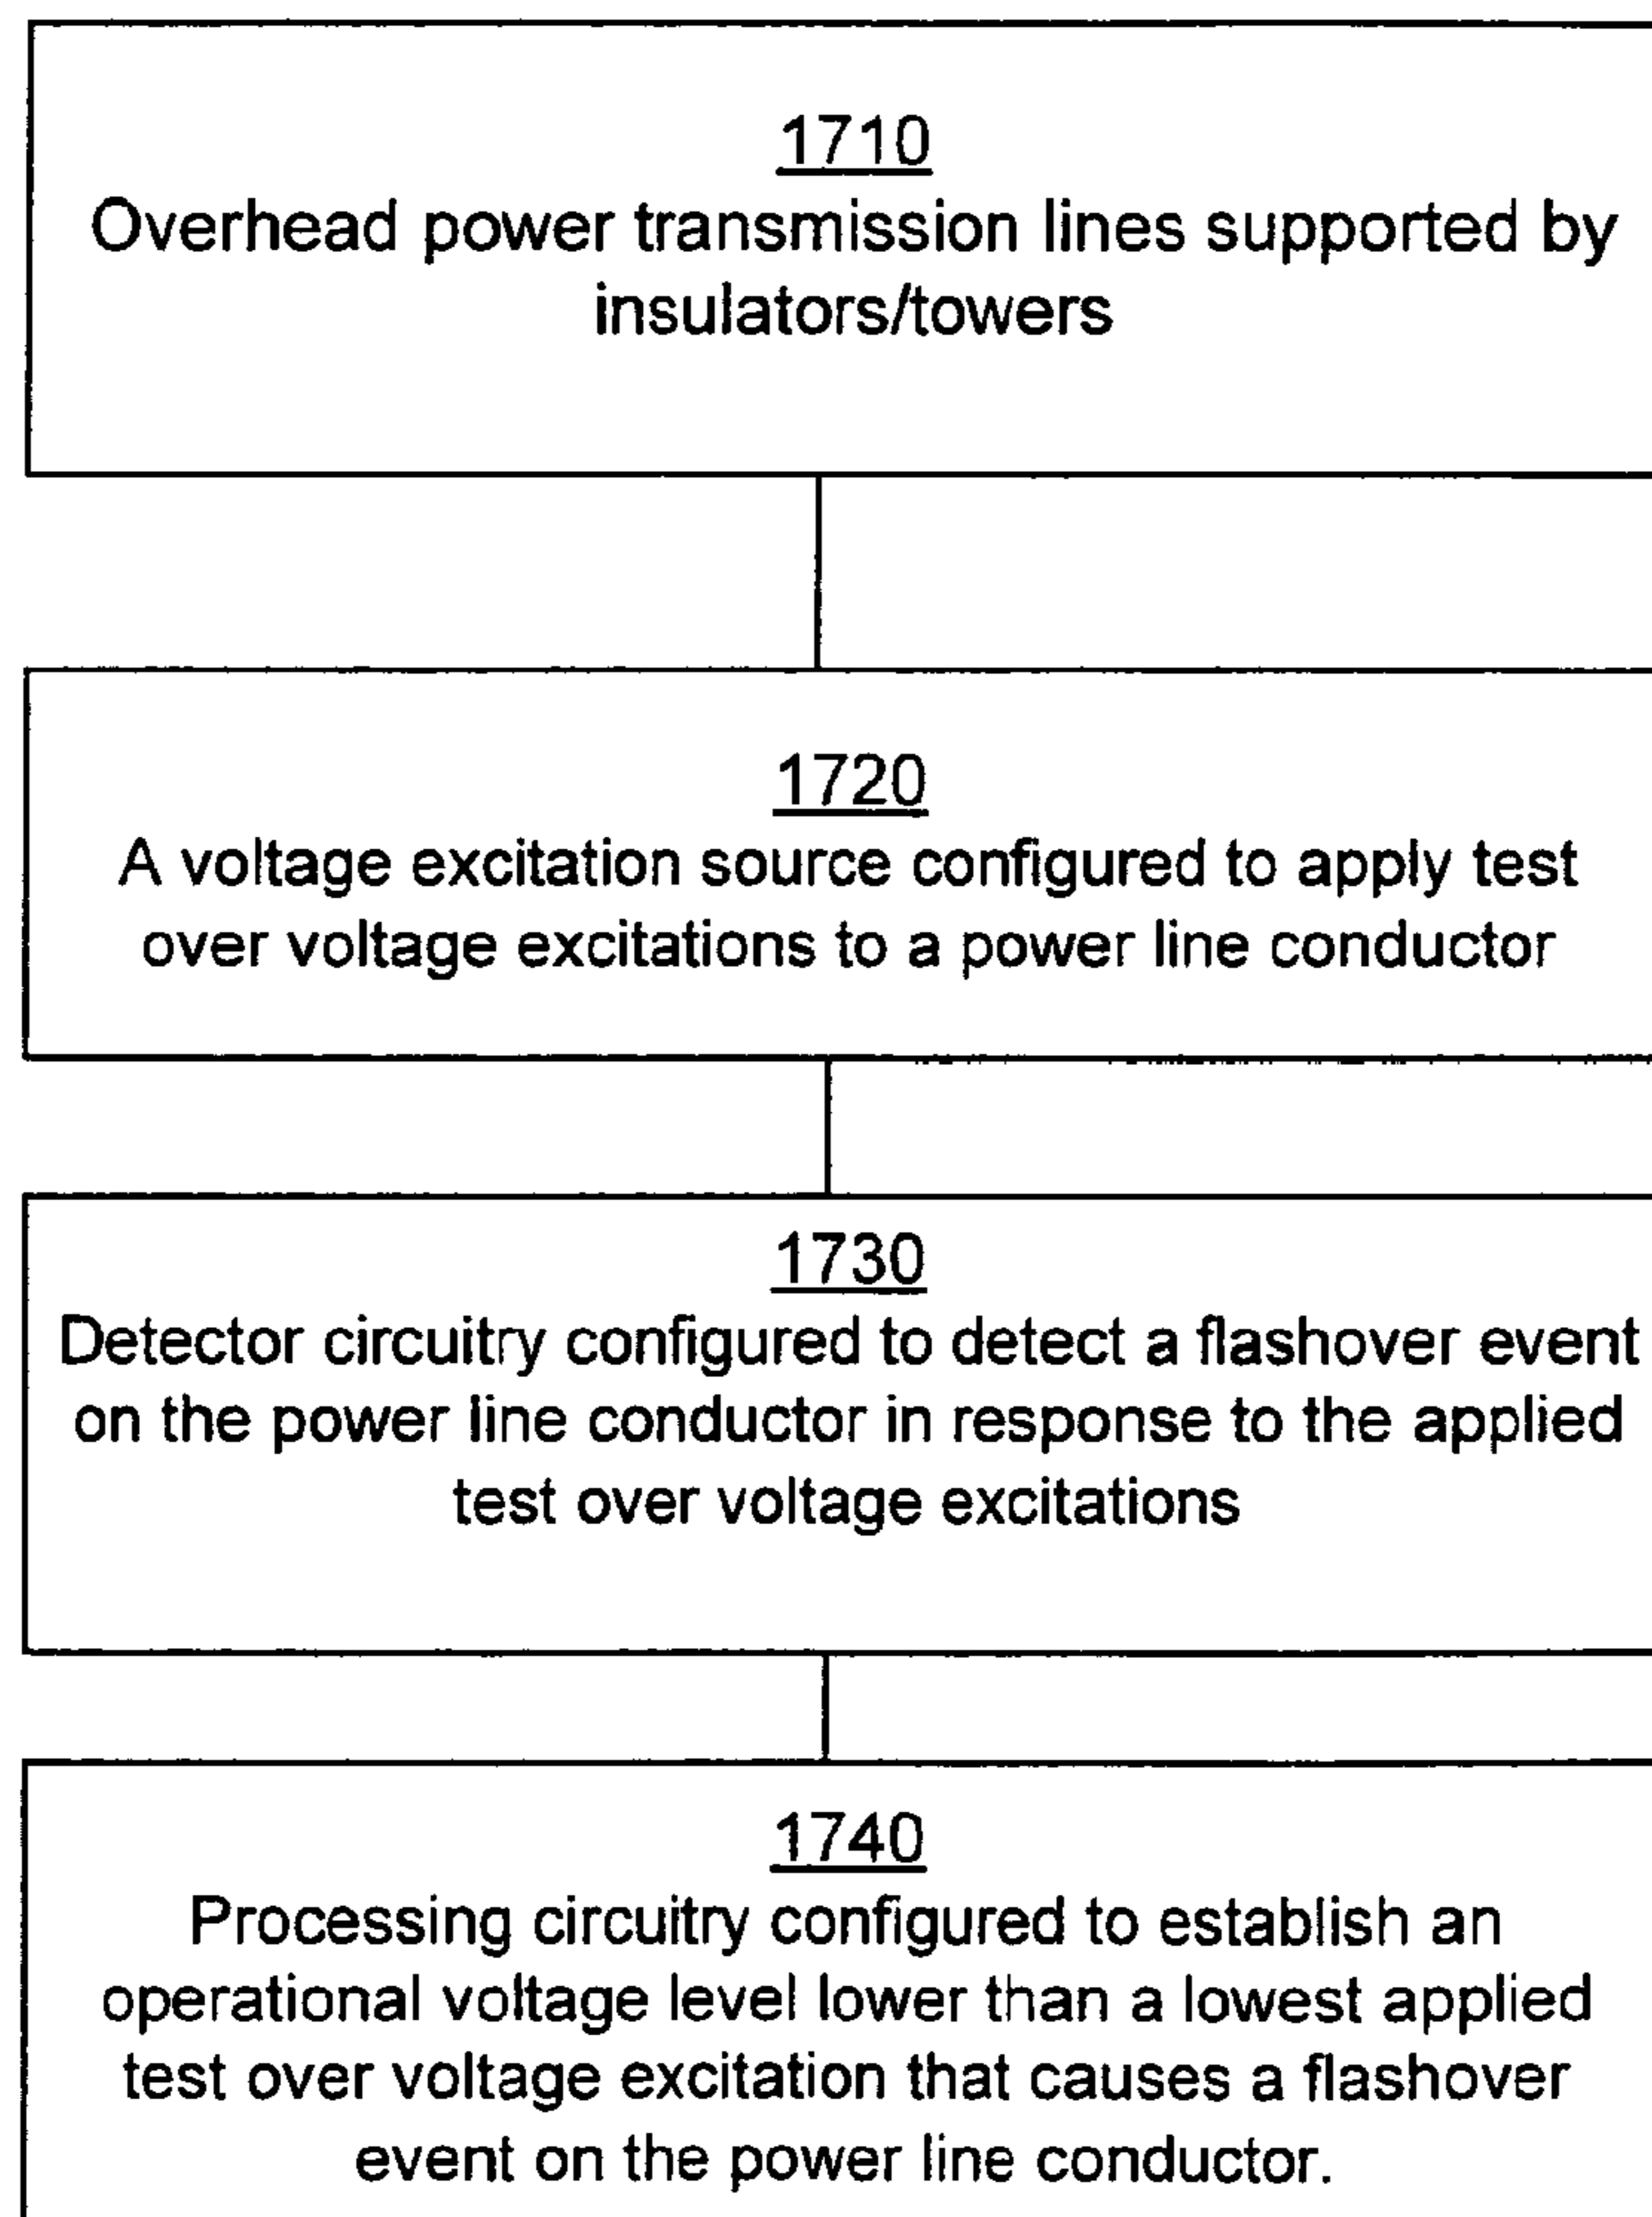 1710
Overhead power transmission lines supported by
insulators/towers
1720
A voltage excitation source configured to apply test
over voltage excitations to a power line conductor
1730
Detector circuitry configured to detect a flashover event
on the power line conductor in response to the applied
test over voltage excitations
1740
Processing circuitry configured to establish an
operational voltage level lower than a lowest applied
test over voltage excitation that causes a flashover
event on the power line conductor.